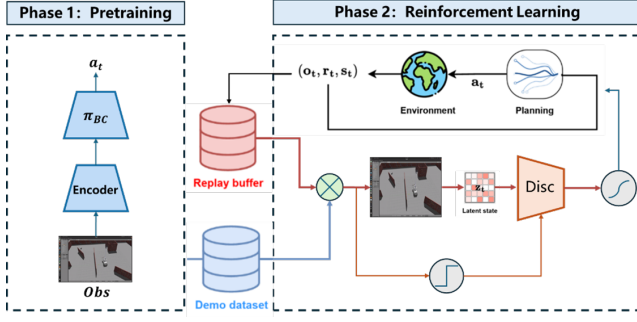 Phase 1: Pretraining
Phase 2: Reinforcement Learning
a_t
π_BC
Encoder
Obs
(o_t, r_t, s_t)
Environment
a_t
Planning
Replay buffer
Demo dataset
z_t
Latent state
Disc